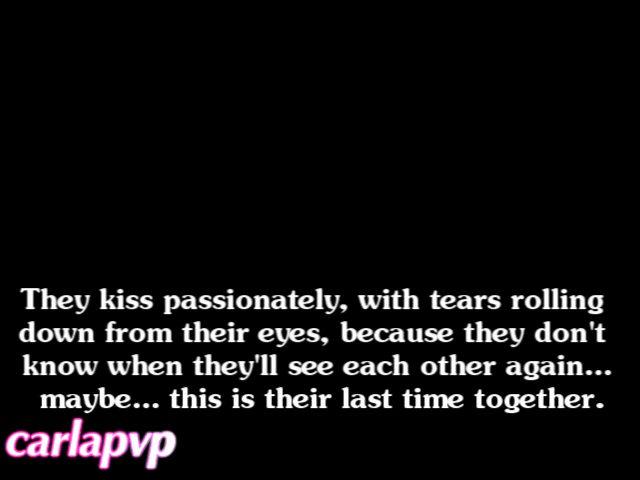 They kiss passionately, with tears rolling
down from their eyes, because they don't
know when they'll see each other again...
maybe... this is their last time together.
carlapvp